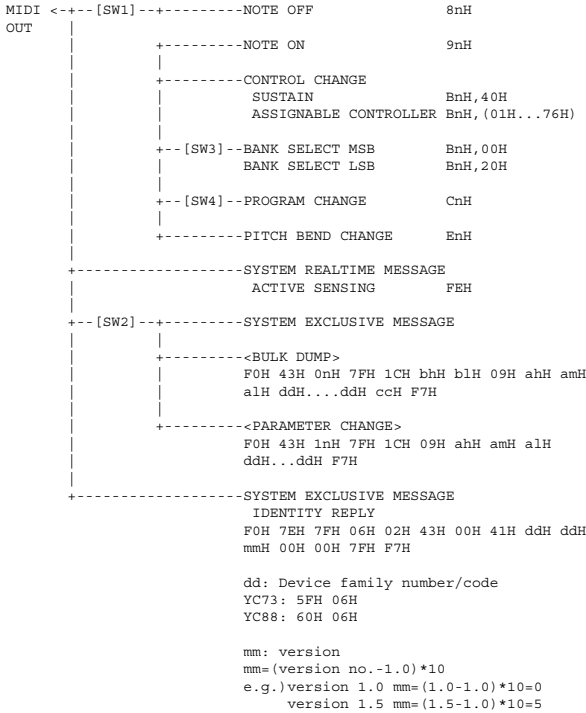 MIDI <-+--[SW1]--+---------NOTE OFF 8nH
OUT
+---------NOTE ON 9nH
+---------CONTROL CHANGE
SUSTAIN BnH,40H
ASSIGNABLE CONTROLLER BnH,(01H...76H)
+--[SW3]--BANK SELECT MSB BnH,00H
BANK SELECT LSB BnH,20H
+--[SW4]--PROGRAM CHANGE CnH
+---------PITCH BEND CHANGE EnH
+-------------------SYSTEM REALTIME MESSAGE
ACTIVE SENSING FEH
+--[SW2]--+---------SYSTEM EXCLUSIVE MESSAGE
+---------<BULK DUMP>
F0H 43H 0nH 7FH 1CH bhH blH 09H ahH amH
alH ddH....ddH ccH F7H
+---------<PARAMETER CHANGE>
F0H 43H 1nH 7FH 1CH 09H ahH amH alH
ddH...ddH F7H
+-------------------SYSTEM EXCLUSIVE MESSAGE
IDENTITY REPLY
F0H 7EH 7FH 06H 02H 43H 00H 41H ddH ddH
mmH 00H 00H 7FH F7H
dd: Device family number/code
YC73: 5FH 06H
YC88: 60H 06H
mm: version
mm=(version no.-1.0)*10
e.g.)version 1.0 mm=(1.0-1.0)*10=0
version 1.5 mm=(1.5-1.0)*10=5